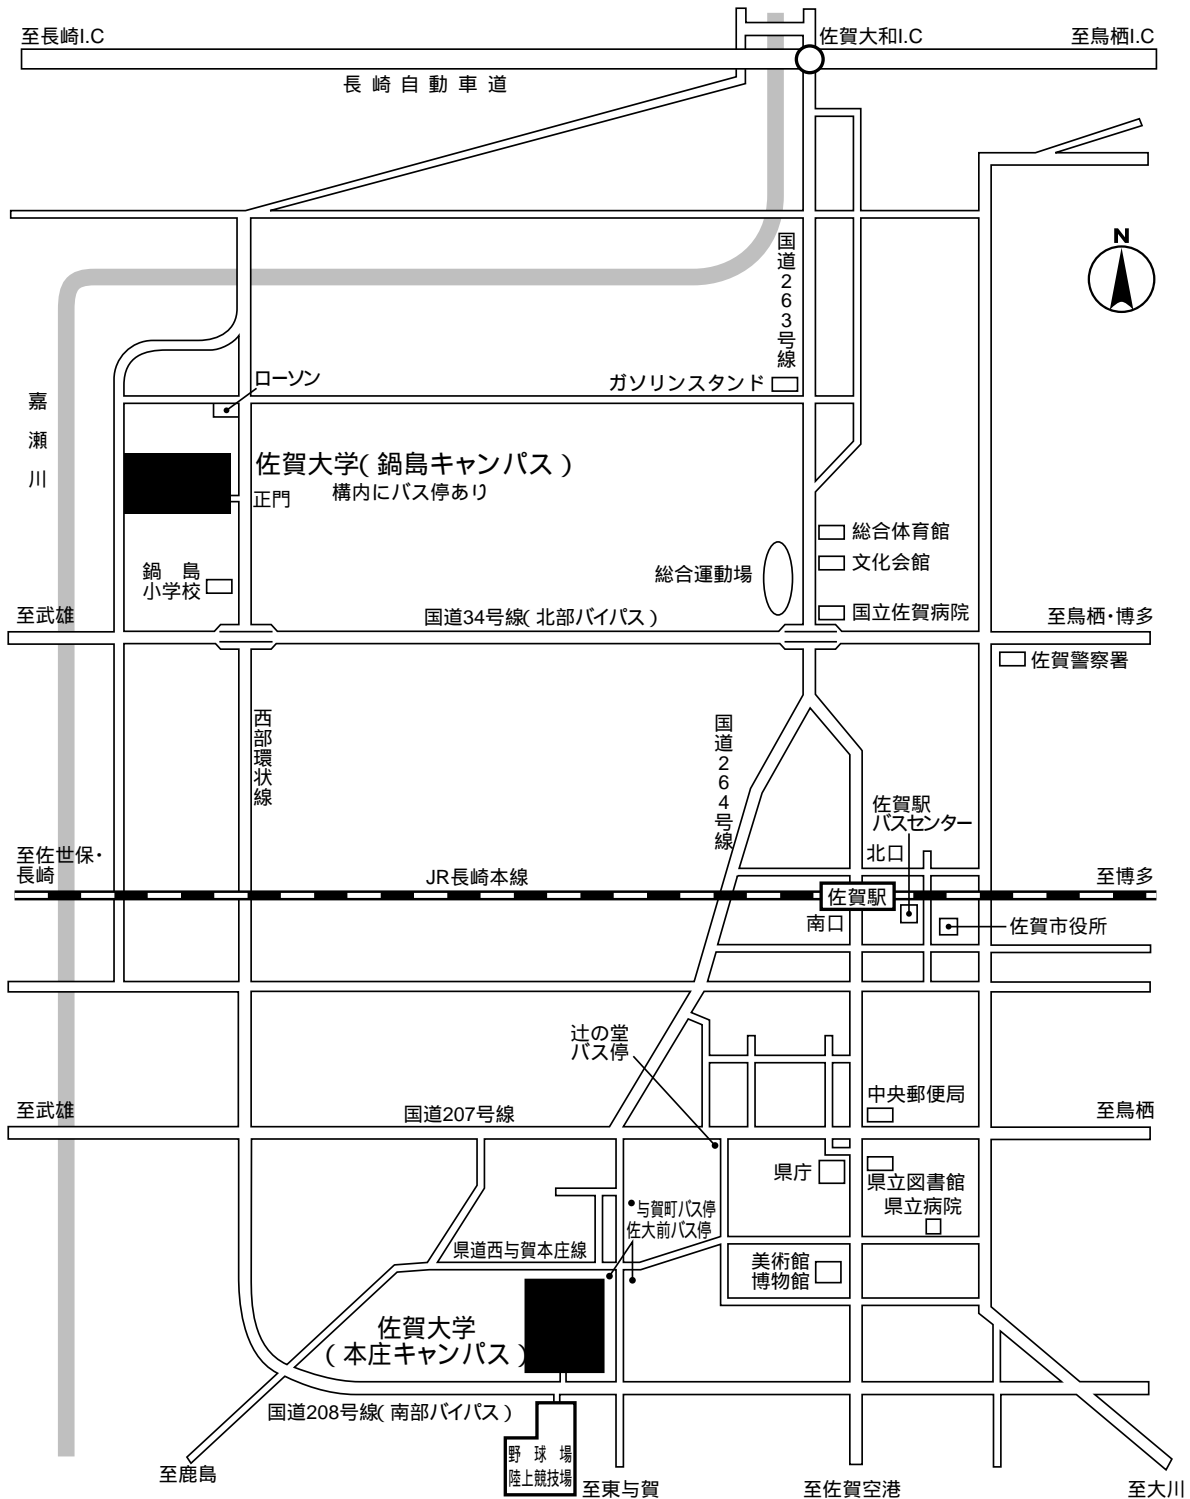 至長崎I.C
佐賀大和I.C
至鳥栖I.C
長崎自動車道
N
国道263号線
ローソン
ガソリンスタンド
嘉瀬川
佐賀大学(鍋島キャンパス)
正門
構内にバス停あり
総合体育館
文化会館
総合運動場
鍋島
小学校
国立佐賀病院
至武雄
国道34号線(北部バイパス)
至鳥栖・博多
佐賀警察署
西部環状線
国道264号線
佐賀駅
バスセンター
北口
至佐世保・
長崎
JR長崎本線
至博多
佐賀駅
南口
佐賀市役所
辻の堂
バス停
中央郵便局
至武雄
国道207号線
至鳥栖
県庁
県立図書館
県立病院
与賀町バス停
佐大前バス停
県道西与賀本庄線
美術館
博物館
佐賀大学
(本庄キャンパス)
国道208号線(南部バイパス)
野球場
陸上競技場
至鹿島
至東与賀
至佐賀空港
至大川